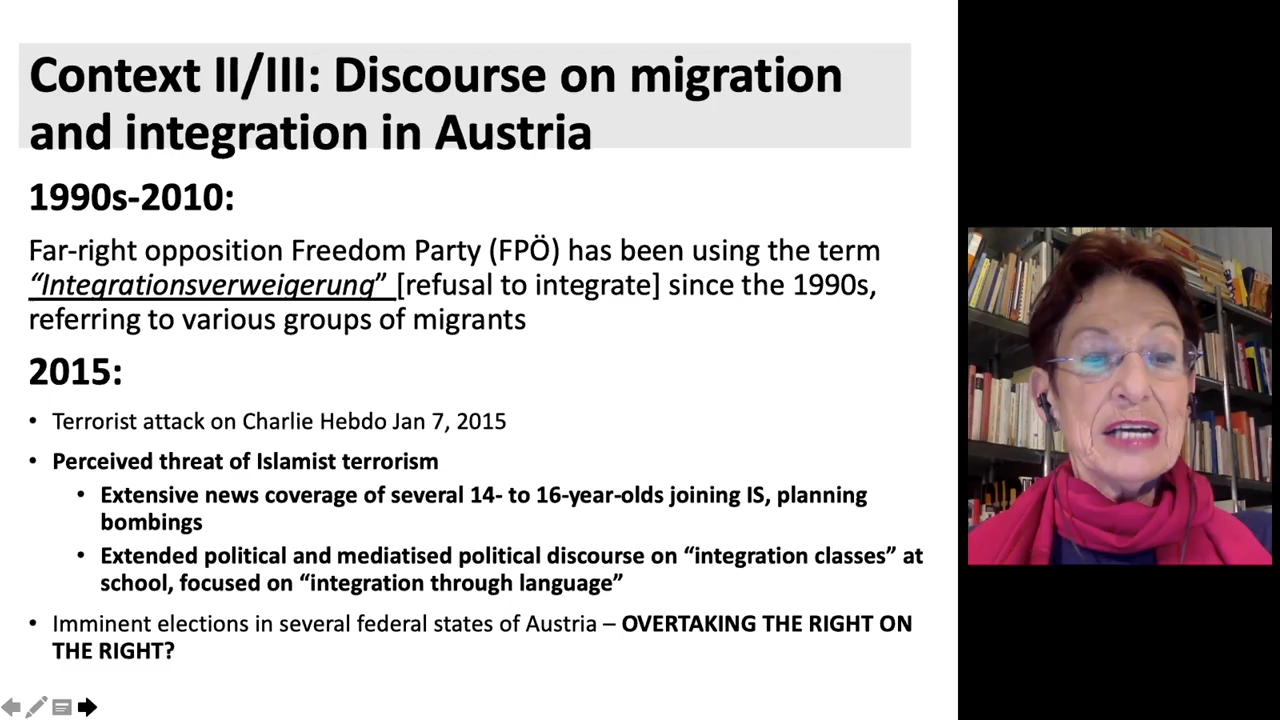 Context II/III: Discourse on migration
and integration in Austria
1990s-2010:
Far-right opposition Freedom Party (FPÖ) has been using the term
“Integrationsverweigerung” [refusal to integrate] since the 1990s,
referring to various groups of migrants
2015:
• Terrorist attack on Charlie Hebdo Jan 7, 2015
• Perceived threat of Islamist terrorism
• Extensive news coverage of several 14- to 16-year-olds joining IS, planning
bombings
• Extended political and mediatised political discourse on “integration classes” at
school, focused on “integration through language”
• Imminent elections in several federal states of Austria – OVERTAKING THE RIGHT ON
THE RIGHT?